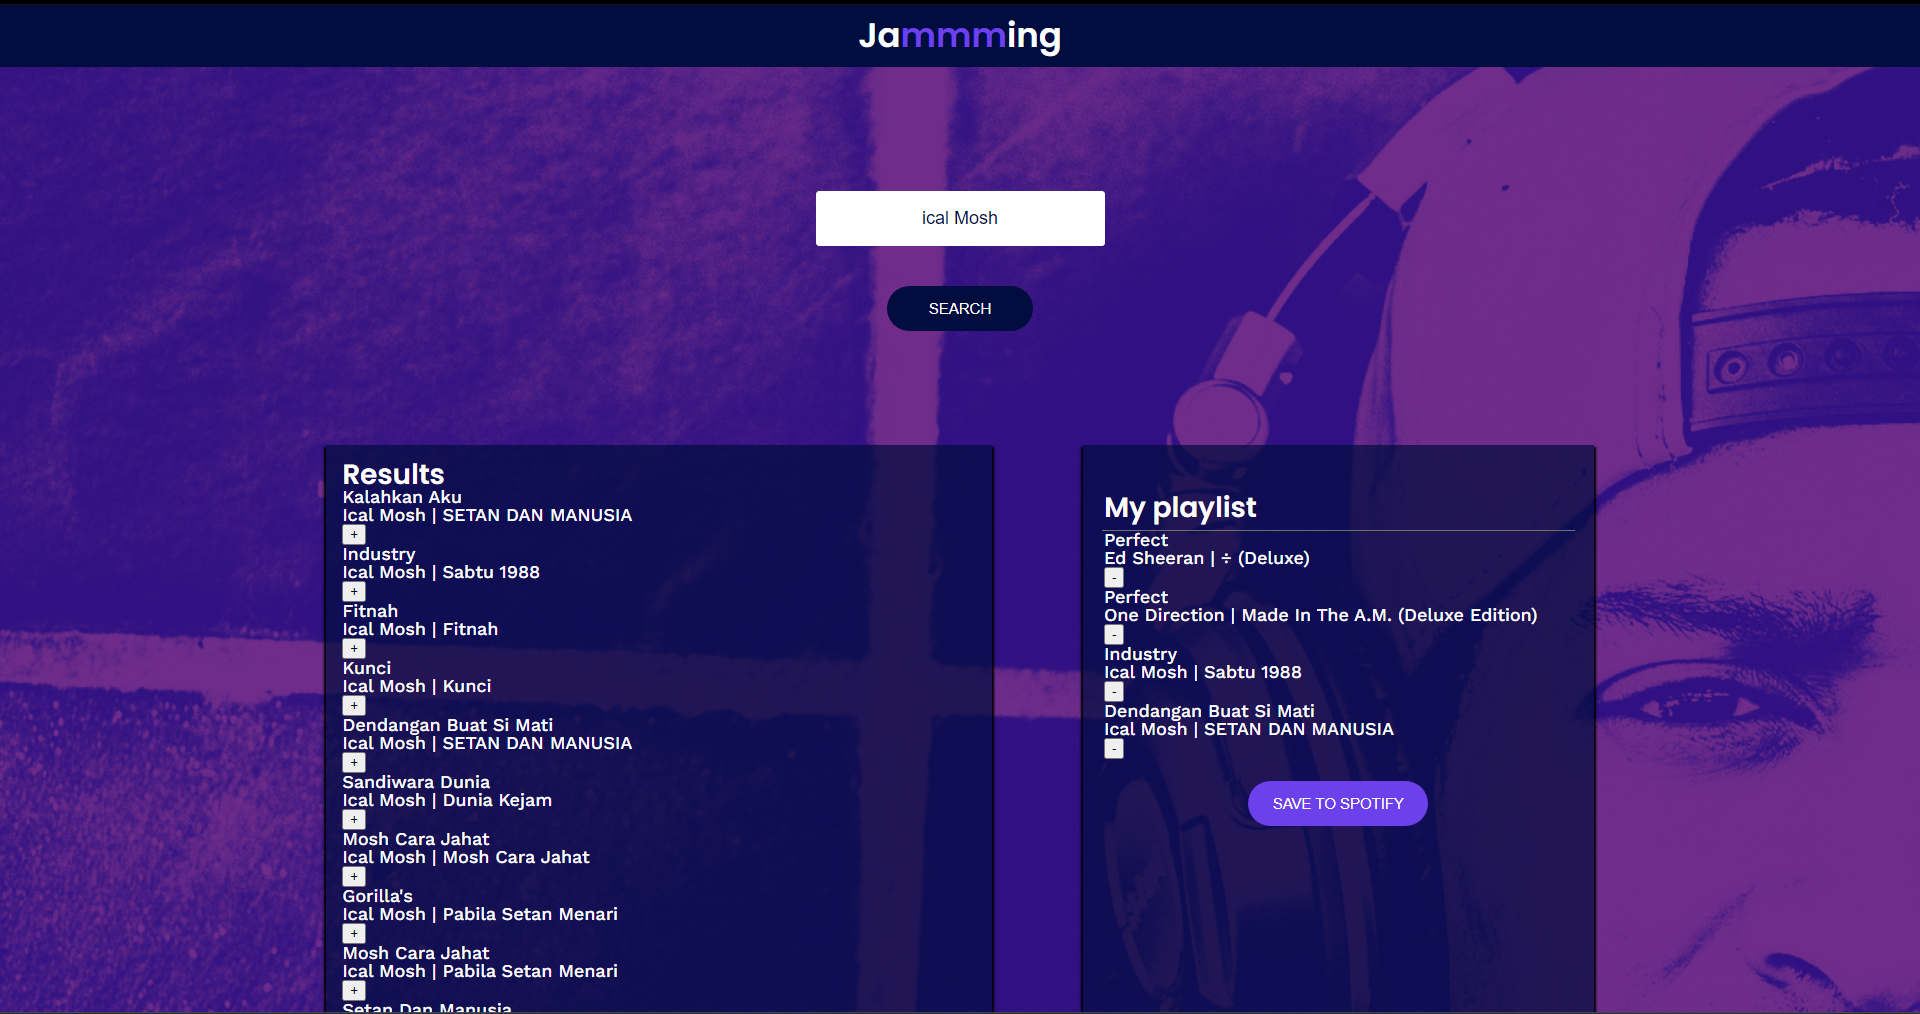 Jammming
ical Mosh
SEARCH
Results
Kalahkan Aku
Ical Mosh | SETAN DAN MANUSIA
+
Industry
Ical Mosh | Sabtu 1988
+
Fitnah
Ical Mosh | Fitnah
+
Kunci
Ical Mosh | Kunci
+
Dendangan Buat Si Mati
Ical Mosh | SETAN DAN MANUSIA
+
Sandiwara Dunia
Ical Mosh | Dunia Kejam
+
Mosh Cara Jahat
Ical Mosh | Mosh Cara Jahat
+
Gorilla's
Ical Mosh | Pabila Setan Menari
+
Mosh Cara Jahat
Ical Mosh | Pabila Setan Menari
+
Setan Dan Manusia
My playlist
Perfect
Ed Sheeran | ÷ (Deluxe)
-
Perfect
One Direction | Made In The A.M. (Deluxe Edition)
-
Industry
Ical Mosh | Sabtu 1988
-
Dendangan Buat Si Mati
Ical Mosh | SETAN DAN MANUSIA
-
SAVE TO SPOTIFY